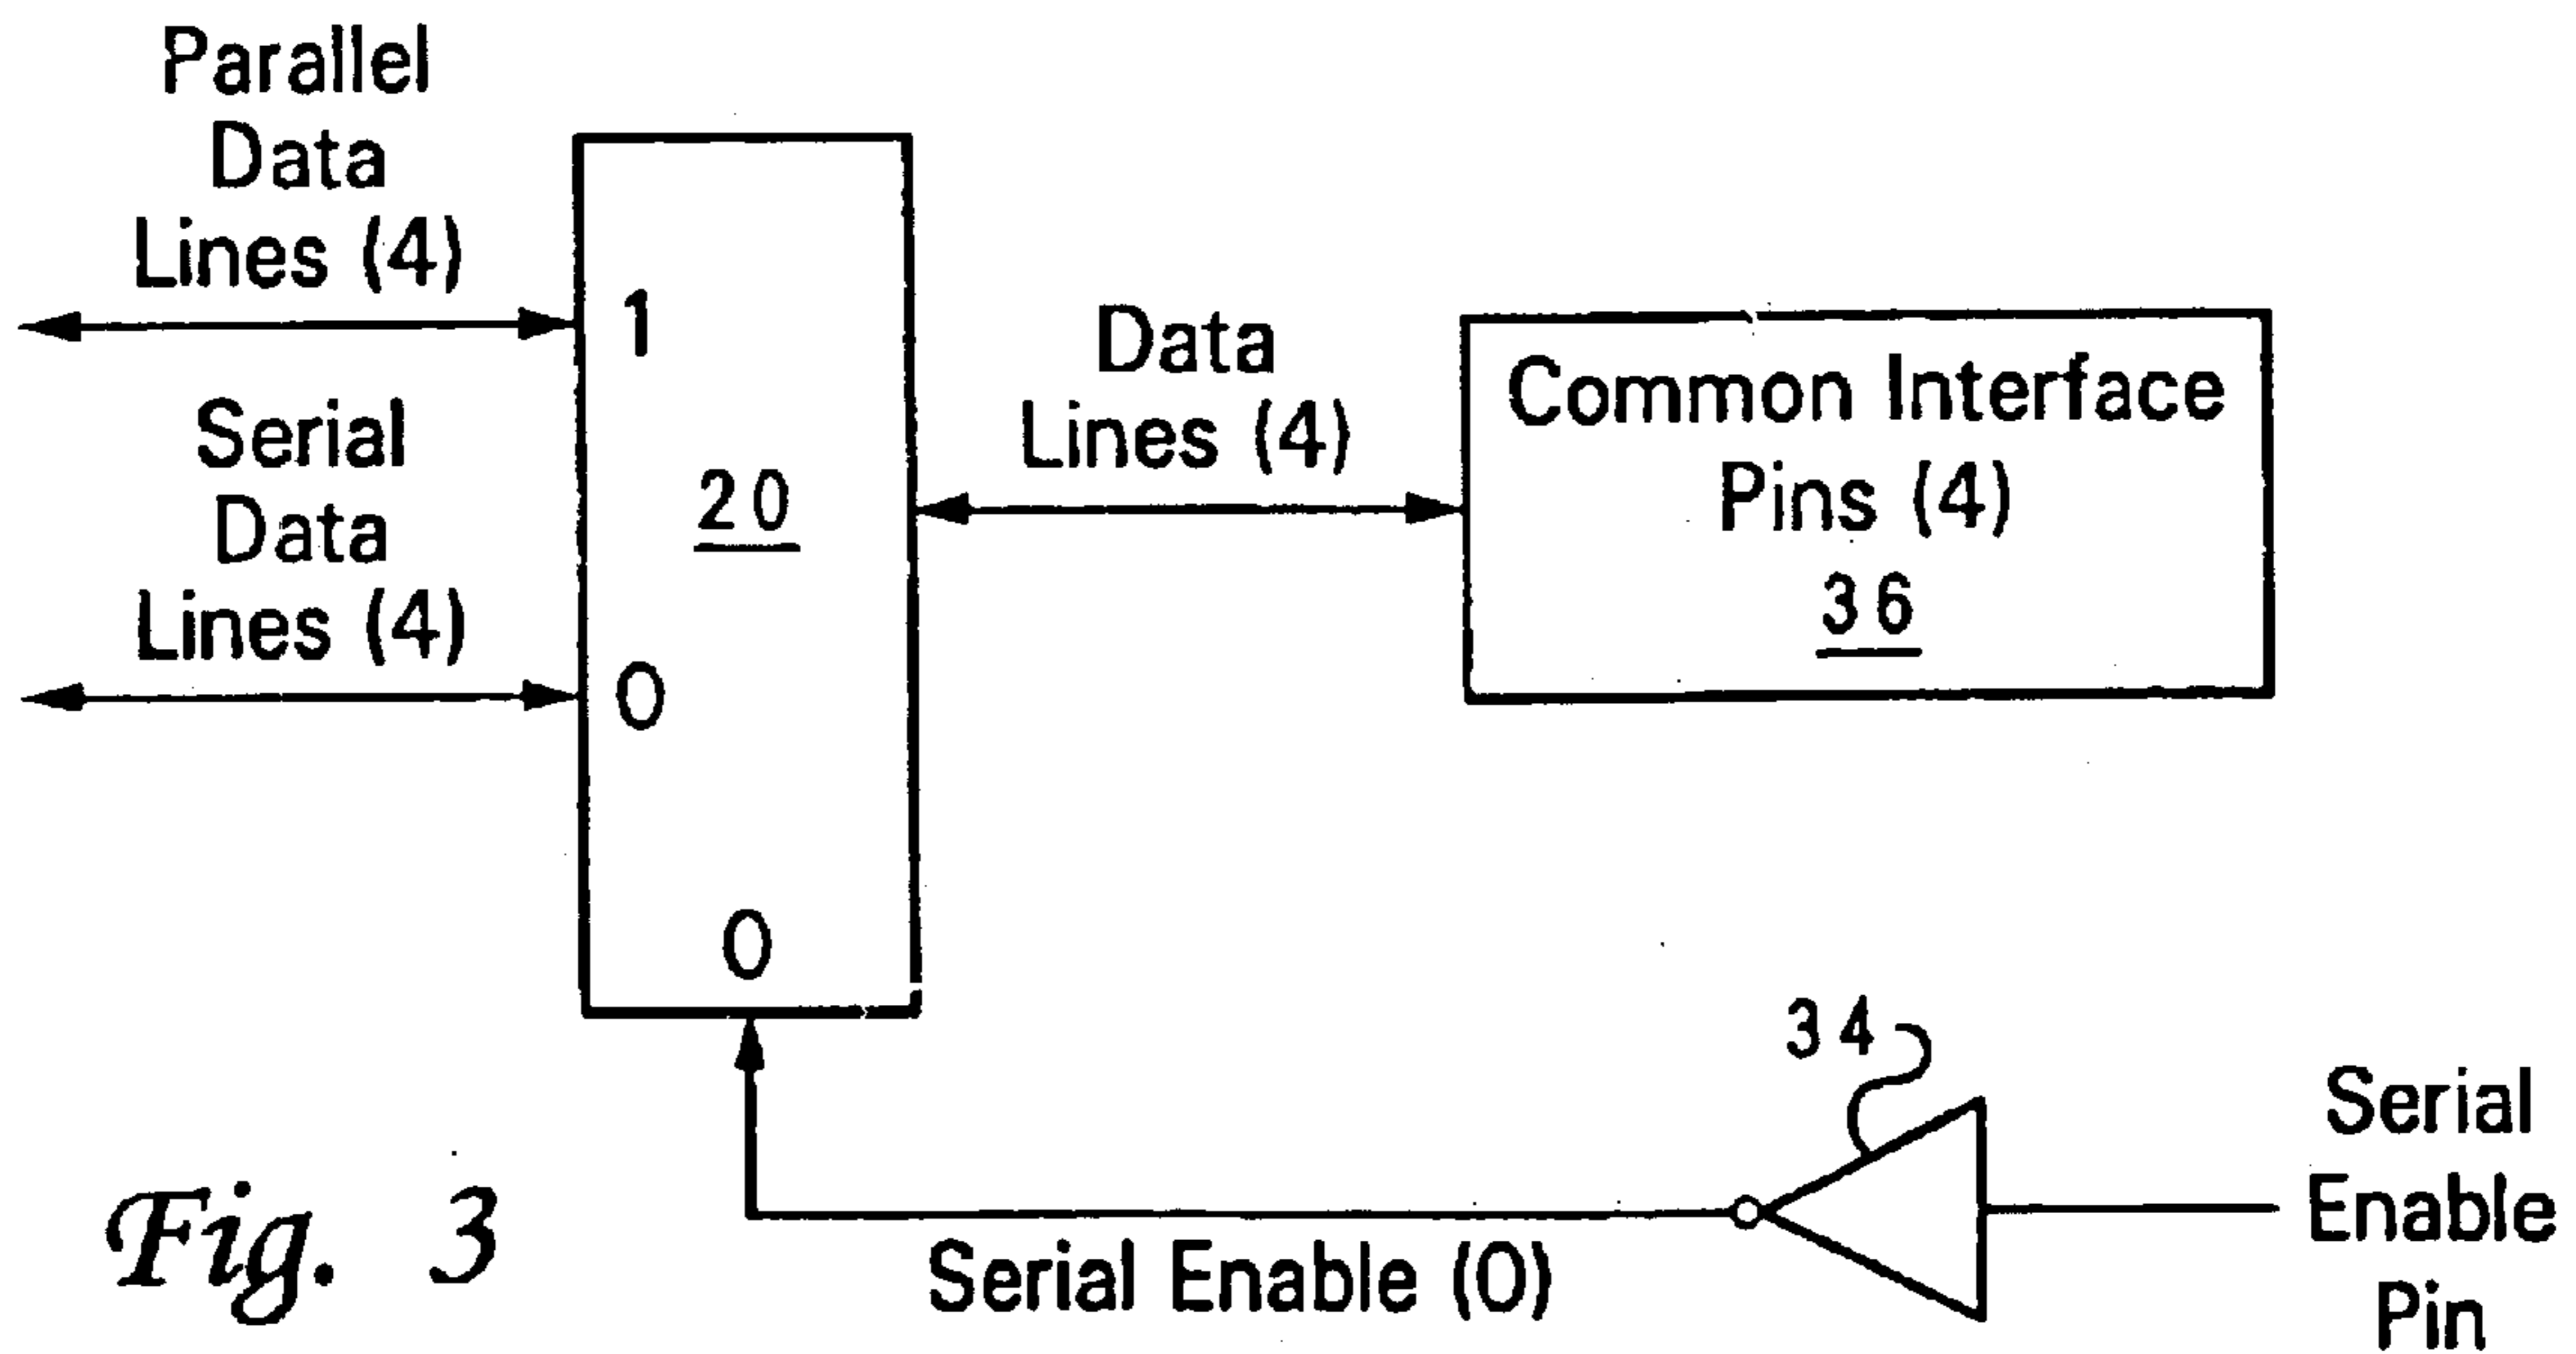 Parallel
Data
Lines (4)
1
Serial
Data
Lines (4)
0
20
0
Data
Lines (4)
Common Interface
Pins (4)
36
34
Serial
Enable
Pin
Serial Enable (0)
Fig. 3